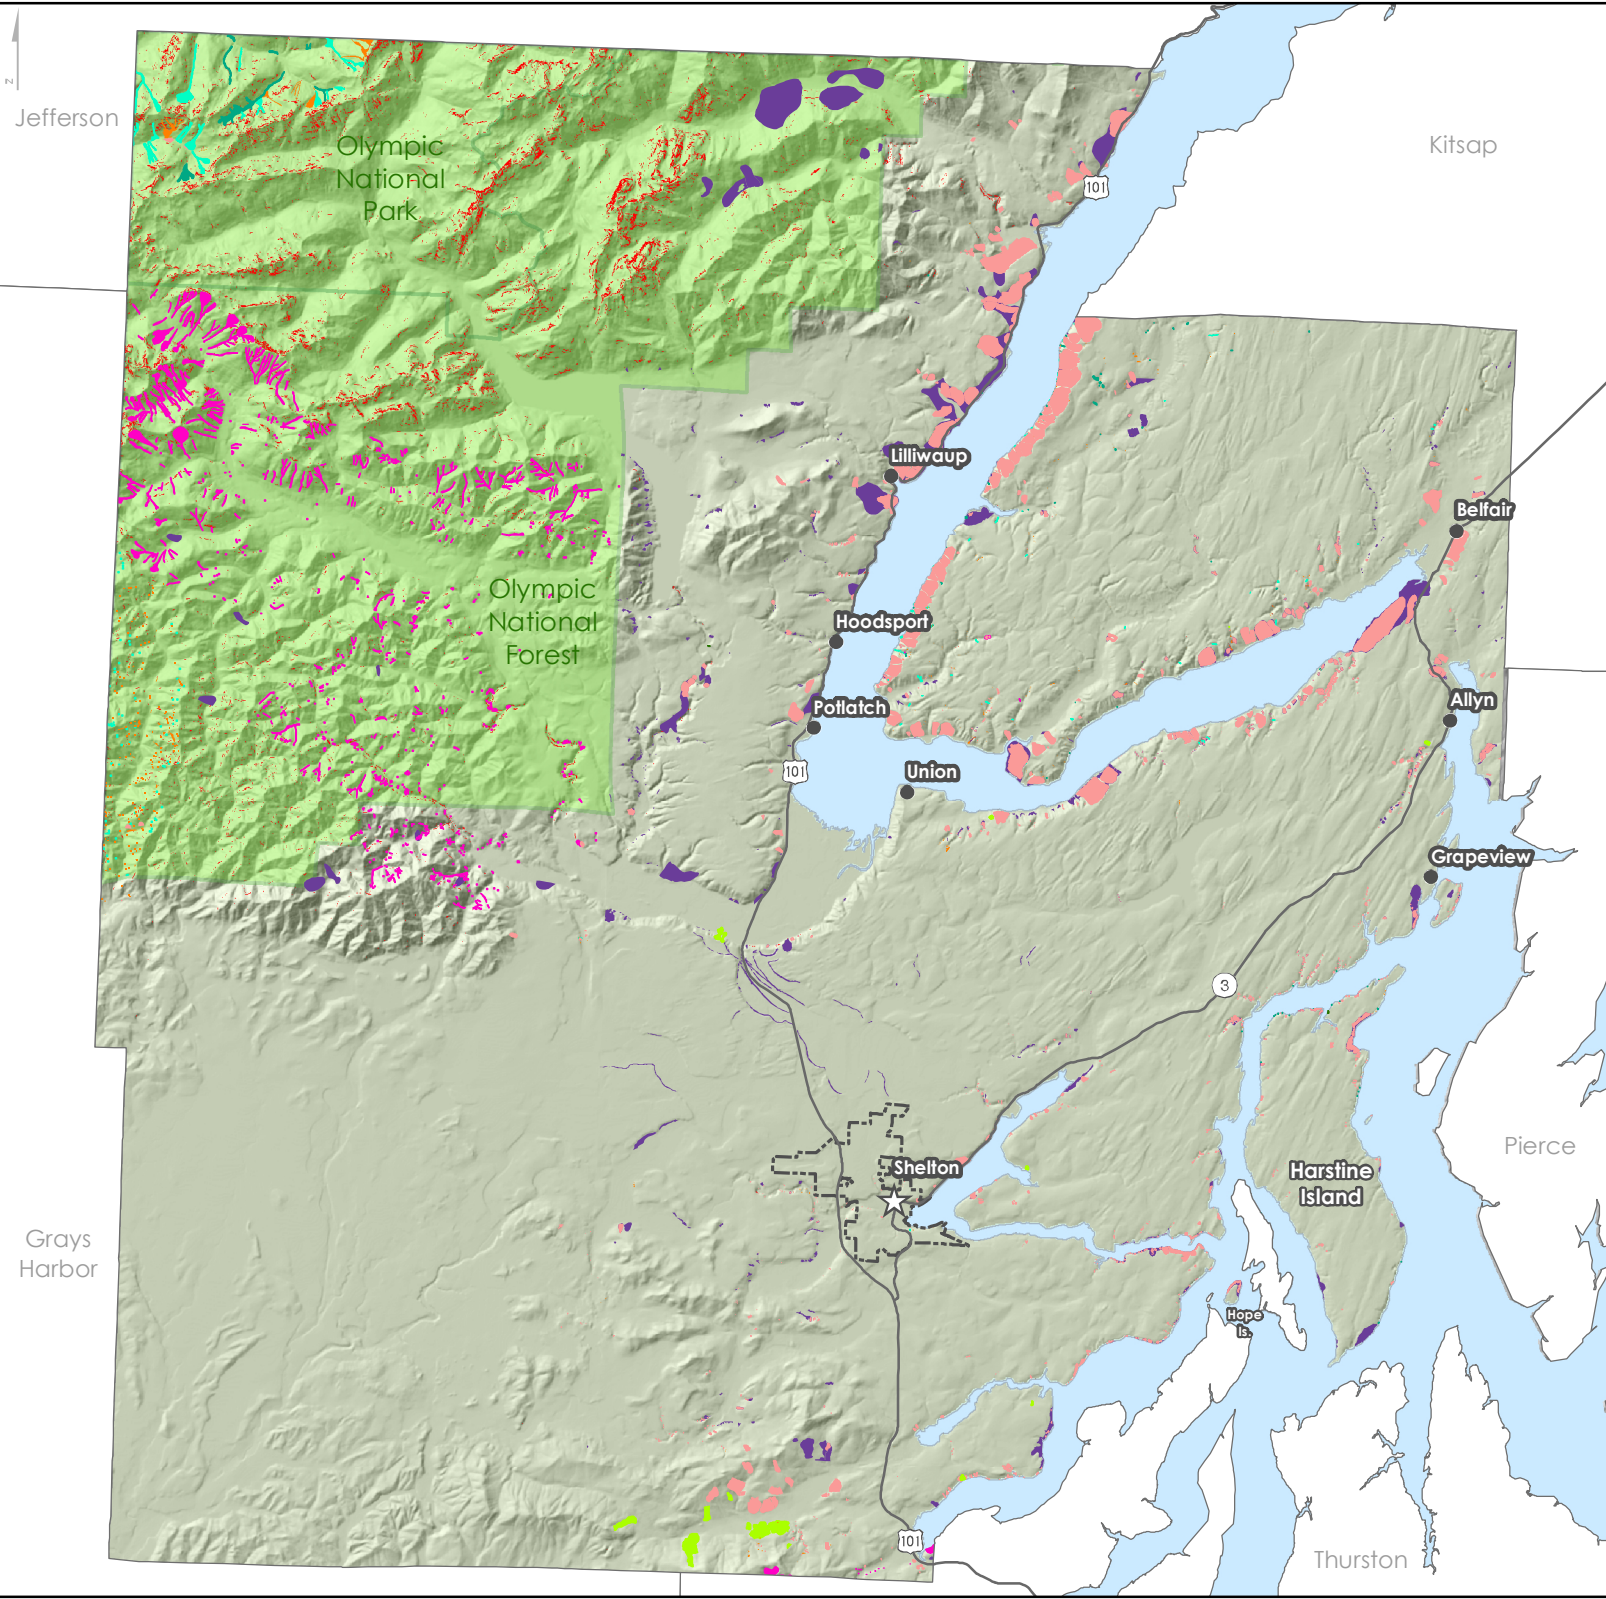 N
Jefferson
Kitsap
Olympic
National
Park
101
Lilliwaup
Belfair
Olympic
National
Forest
Hoodsport
Potlatch
Allyn
101
Union
Grapeview
3
Shelton
Harstine
Island
Pierce
Grays
Harbor
Hope
Is.
101
Thurston